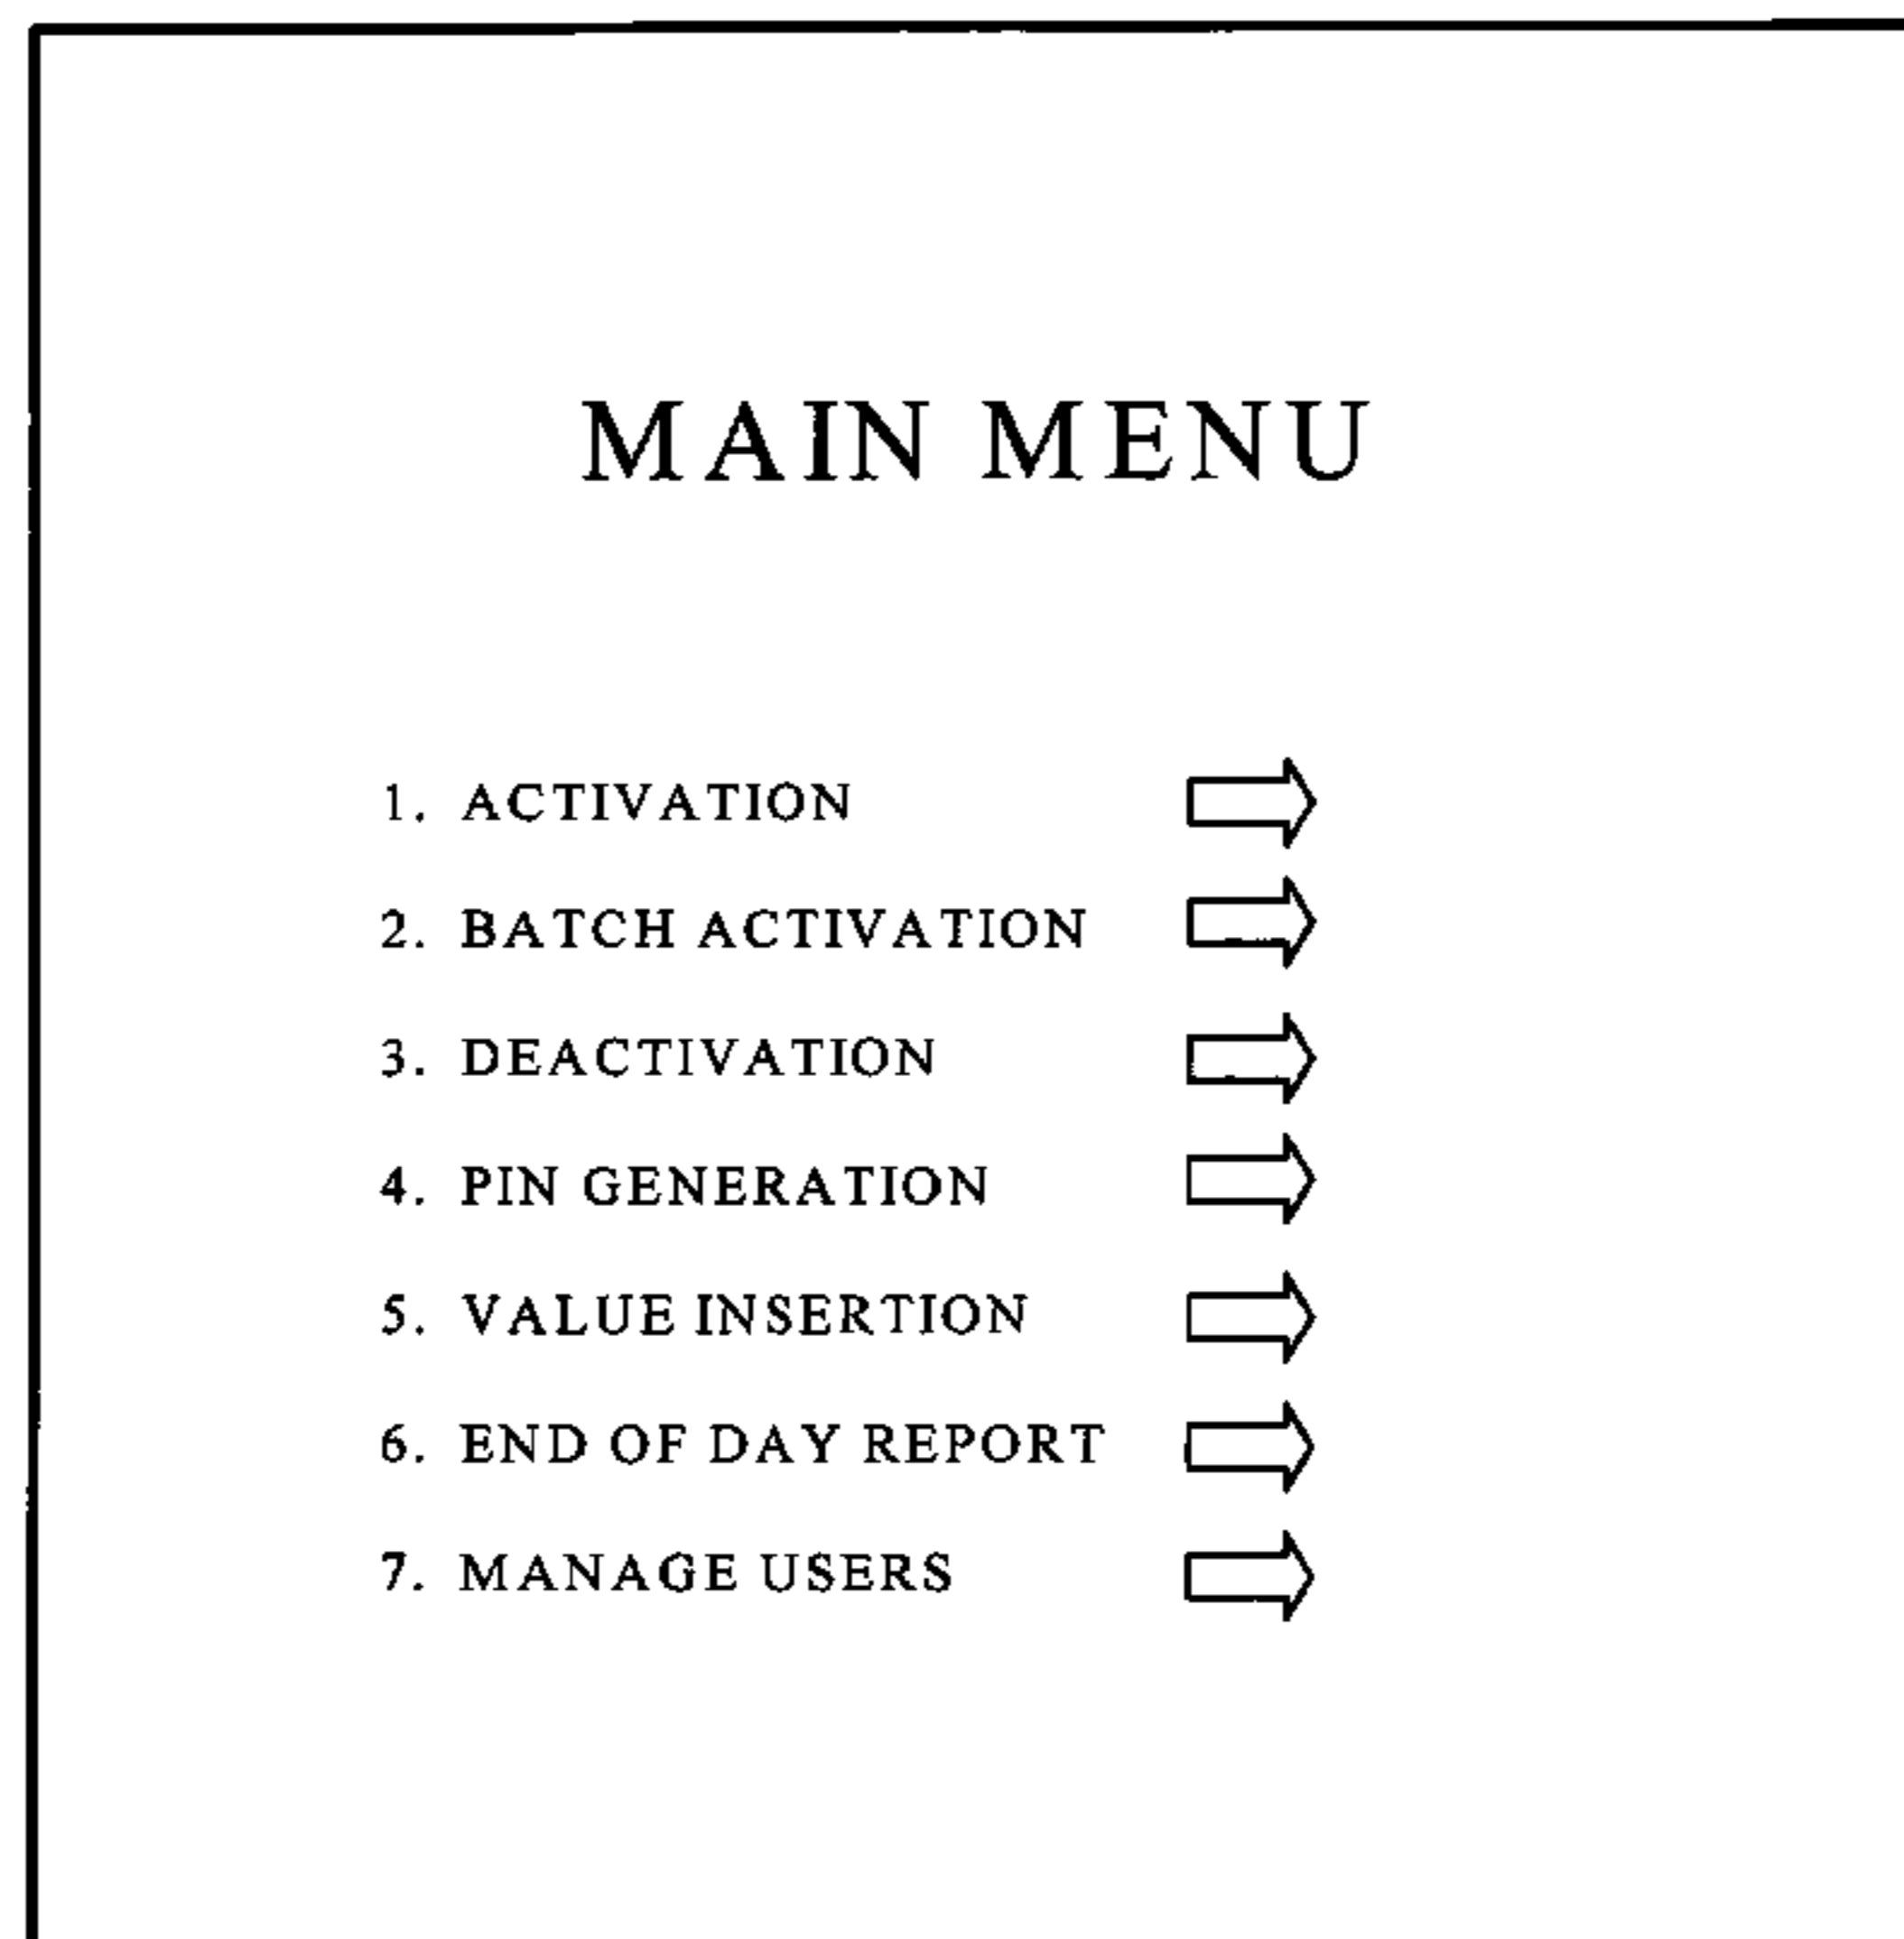 MAIN MENU
1. ACTIVATION
2. BATCH ACTIVATION
3. DEACTIVATION
4. PIN GENERATION
5. VALUE INSERTION
6. END OF DAY REPORT
7. MANAGE USERS